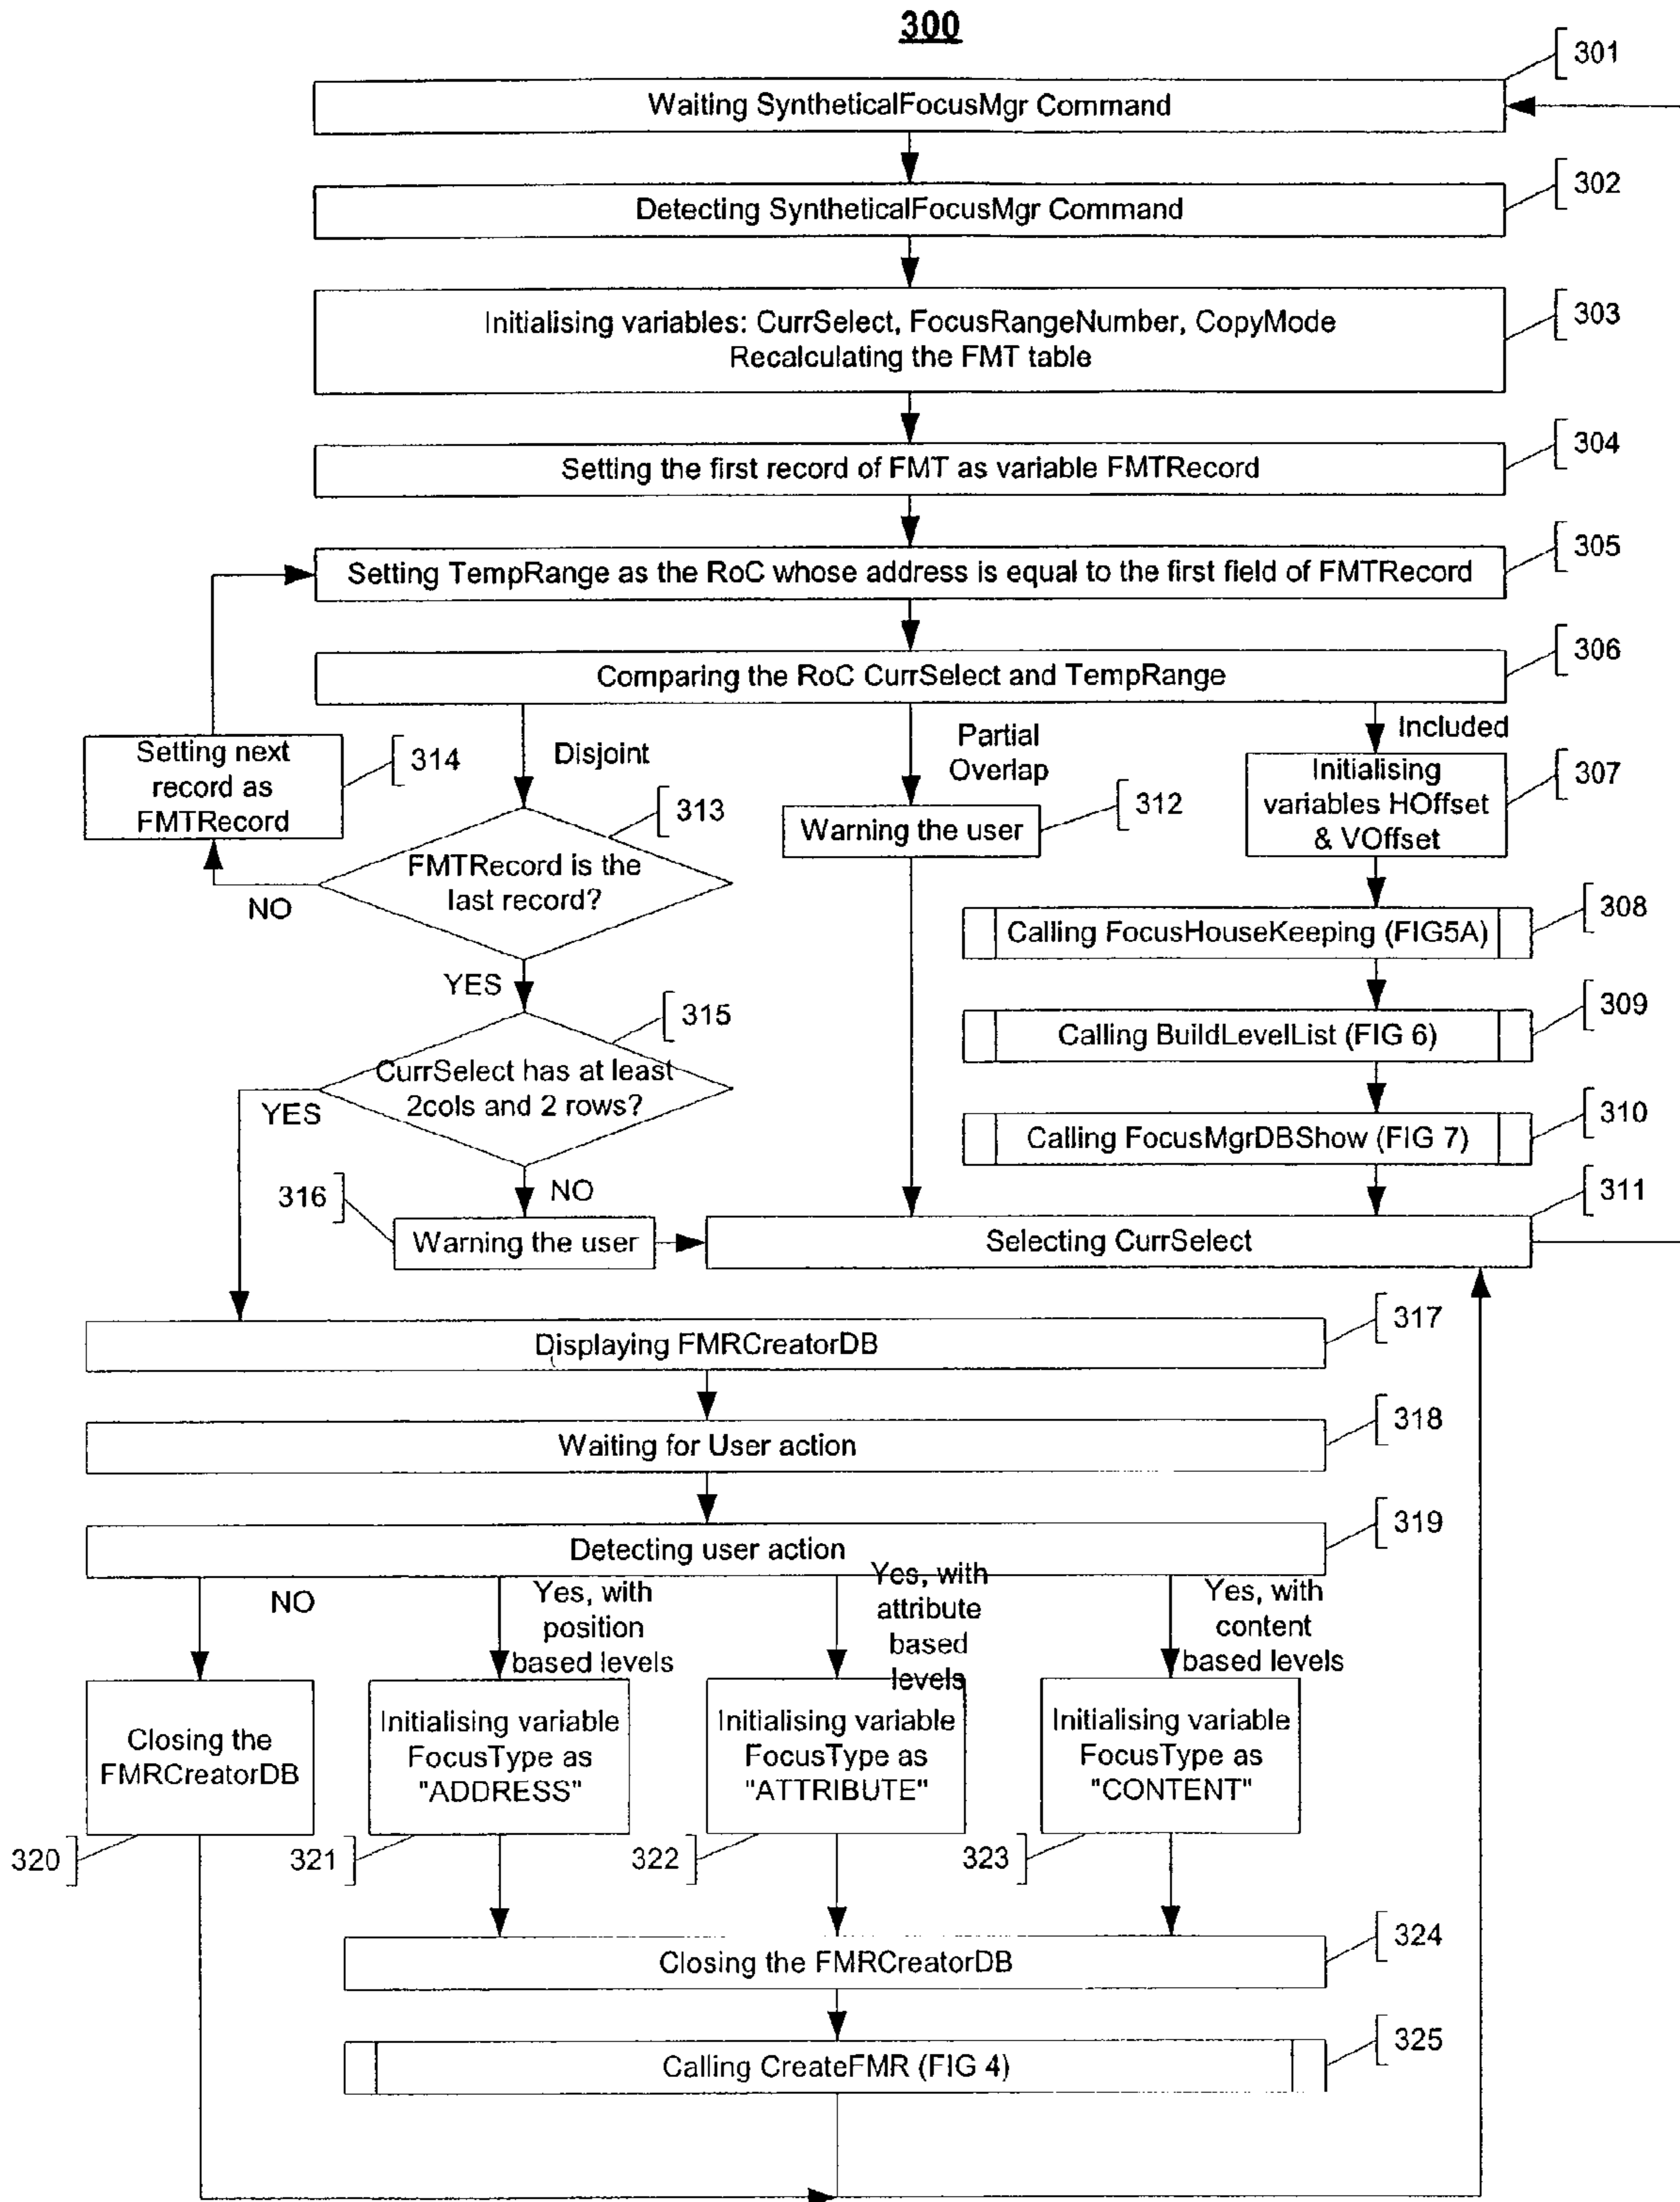 300
301
Waiting SyntheticalFocusMgr Command
302
Detecting SyntheticalFocusMgr Command
303
Initialising variables: CurrSelect, FocusRangeNumber, CopyMode
Recalculating the FMT table
304
Setting the first record of FMT as variable FMTRecord
305
Setting TempRange as the RoC whose address is equal to the first field of FMTRecord
306
Comparing the RoC CurrSelect and TempRange
Setting next
record as
FMTRecord
314
Disjoint
Partial
Overlap
Included
Initialising
variables HOffset
& VOffset
307
313
312
Warning the user
FMTRecord is the
last record?
NO
308
Calling FocusHouseKeeping (FIG5A)
YES
309
315
Calling BuildLevelList (FIG 6)
CurrSelect has at least
2cols and 2 rows?
YES
310
Calling FocusMgrDBShow (FIG 7)
316
NO
311
Warning the user
Selecting CurrSelect
317
Displaying FMRCreatorDB
318
Waiting for User action
319
Detecting user action
NO
Yes, with
position
based levels
Yes, with
attribute
based
levels
Yes, with
content
based levels
Closing the
FMRCreatorDB
Initialising variable
FocusType as
"ADDRESS"
Initialising variable
FocusType as
"ATTRIBUTE"
Initialising variable
FocusType as
"CONTENT"
320
321
322
323
324
Closing the FMRCreatorDB
325
Calling CreateFMR (FIG 4)